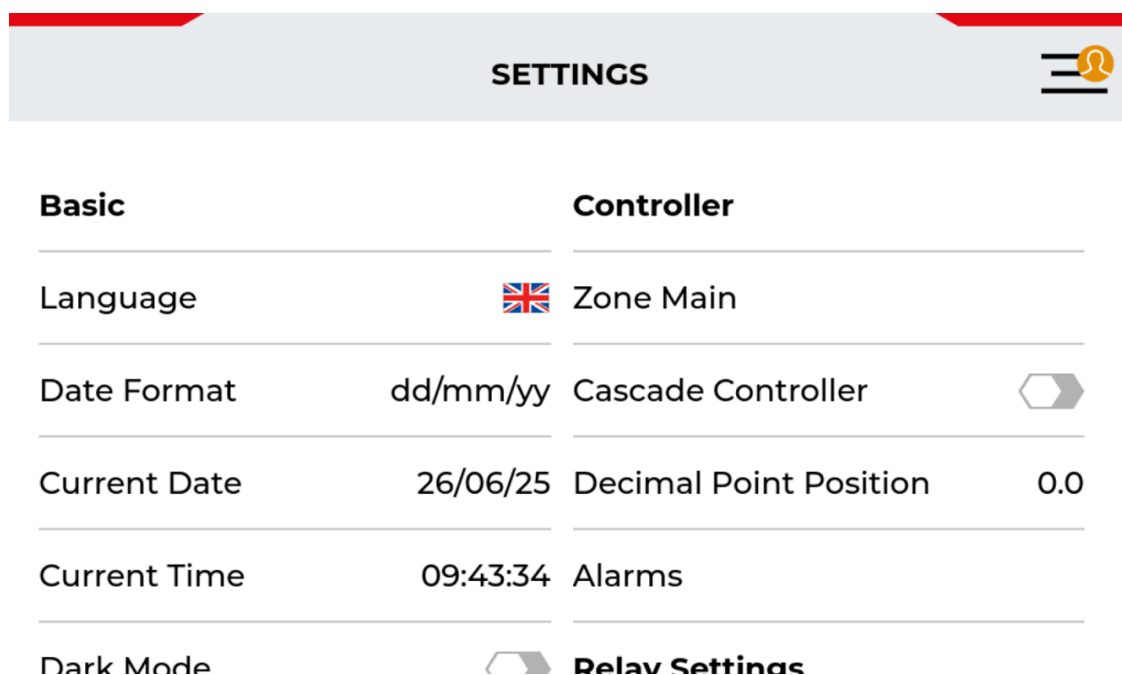 SETTINGS
Basic
Language
Date Format dd/mm/yy
Current Date 26/06/25
Current Time 09:43:34
Dark Mode
Controller
Zone Main
Cascade Controller
Decimal Point Position 0.0
Alarms
Relay Settings